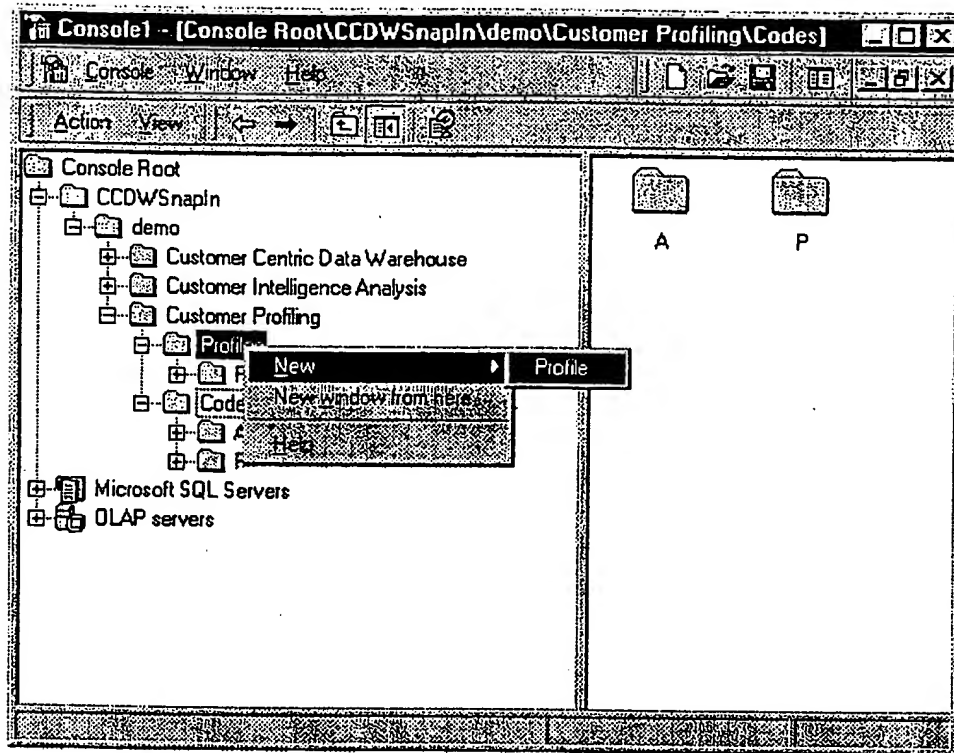 Console1 - [Console Root\CCDWSnapIn\demo\Customer Profiling\Codes]
Console Window Help
Action View
Console Root
CCDWSnapIn
demo
Customer Centric Data Warehouse
Customer Intelligence Analysis
Customer Profiling
Profile
New
Profile
New window from here...
Code
Help
Microsoft SQL Servers
OLAP servers
A
P